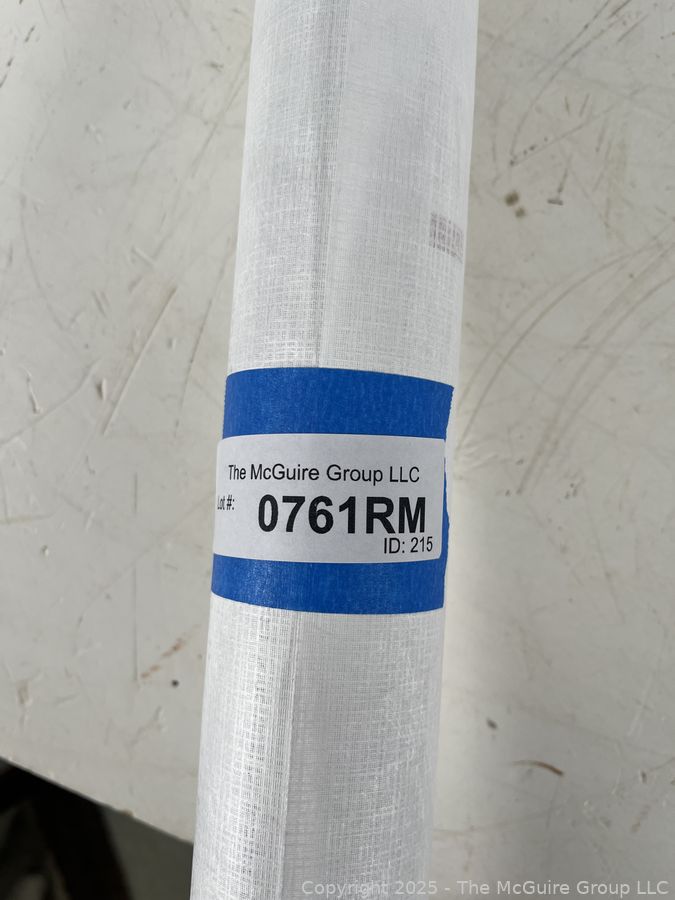 The McGuire Group LLC
Lot #:
0761RM
ID: 215
Copyright 2025 - The McGuire Group LLC